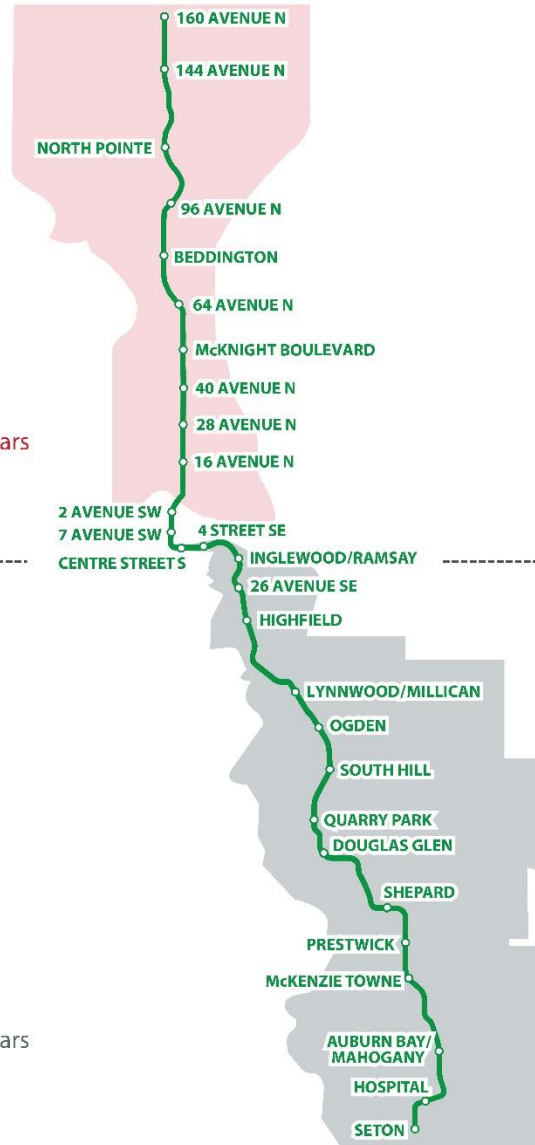 160 AVENUE N
144 AVENUE N
NORTH POINTE
96 AVENUE N
BEDDINGTON
64 AVENUE N
McKNIGHT BOULEVARD
40 AVENUE N
28 AVENUE N
ars
16 AVENUE N
2 AVENUE SW
7 AVENUE SW
4 STREET SE
CENTRE STREET S
INGLEWOOD/RAMSAY
26 AVENUE SE
HIGHFIELD
LYNNWOOD/MILLICAN
OGDEN
SOUTH HILL
QUARRY PARK
DOUGLAS GLEN
SHEPARD
PRESTWICK
McKENZIE TOWNE
ars
AUBURN BAY/
MAHOGANY
HOSPITAL
SETON